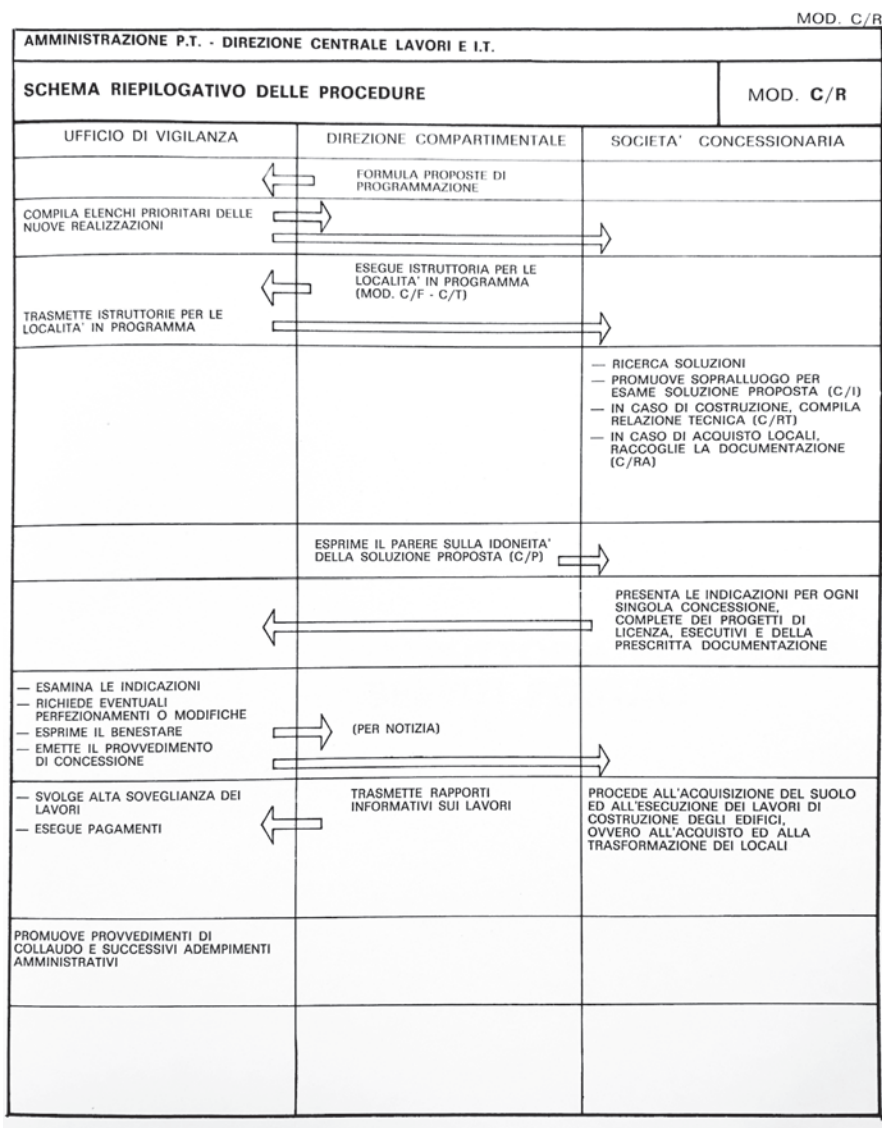 MOD. C/R
AMMINISTRAZIONE P.T. - DIREZIONE CENTRALE LAVORI E I.T.
SCHEMA RIEPILOGATIVO DELLE PROCEDURE
MOD. C/R
UFFICIO DI VIGILANZA
DIREZIONE COMPARTIMENTALE
SOCIETA' CONCESSIONARIA
FORMULA PROPOSTE DI
PROGRAMMAZIONE
COMPILA ELENCHI PRIORITARI DELLE
NUOVE REALIZZAZIONI
ESEGUE ISTRUTTORIA PER LE
LOCALITA' IN PROGRAMMA
(MOD. C/F - C/T)
TRASMETTE ISTRUTTORIE PER LE
LOCALITA' IN PROGRAMMA
— RICERCA SOLUZIONI
— PROMUOVE SOPRALLUOGO PER
ESAME SOLUZIONE PROPOSTA (C/I)
— IN CASO DI COSTRUZIONE, COMPILA
RELAZIONE TECNICA (C/RT)
— IN CASO DI ACQUISTO LOCALI,
RACCOGLIE LA DOCUMENTAZIONE
(C/RA)
ESPRIME IL PARERE SULLA IDONEITA'
DELLA SOLUZIONE PROPOSTA (C/P)
PRESENTA LE INDICAZIONI PER OGNI
SINGOLA CONCESSIONE,
COMPLETE DEI PROGETTI DI
LICENZA, ESECUTIVI E DELLA
PRESCRITTA DOCUMENTAZIONE
— ESAMINA LE INDICAZIONI
— RICHIEDE EVENTUALI
PERFEZIONAMENTI O MODIFICHE
— ESPRIME IL BENESTARE
— EMETTE IL PROVVEDIMENTO
DI CONCESSIONE
(PER NOTIZIA)
— SVOLGE ALTA SOVEGLIANZA DEI
LAVORI
— ESEGUE PAGAMENTI
TRASMETTE RAPPORTI
INFORMATIVI SUI LAVORI
PROCEDE ALL'ACQUISIZIONE DEL SUOLO
ED ALL'ESECUZIONE DEI LAVORI DI
COSTRUZIONE DEGLI EDIFICI,
OVVERO ALL'ACQUISTO ED ALLA
TRASFORMAZIONE DEI LOCALI
PROMUOVE PROVVEDIMENTI DI
COLLAUDO E SUCCESSIVI ADEMPIMENTI
AMMINISTRATIVI